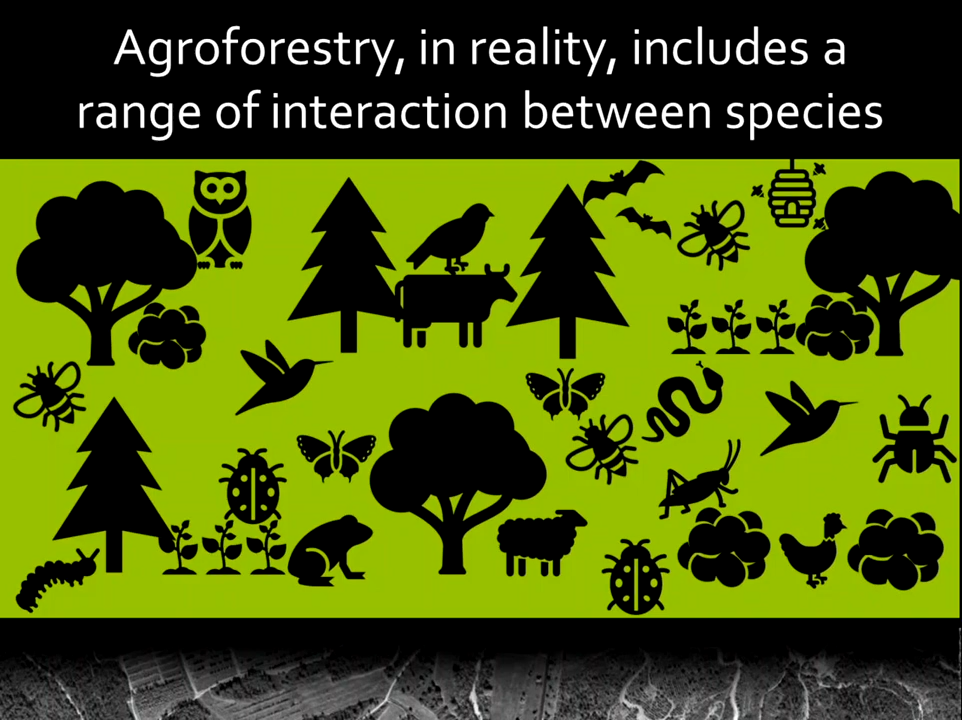 Agroforestry, in reality, includes a
range of interaction between species